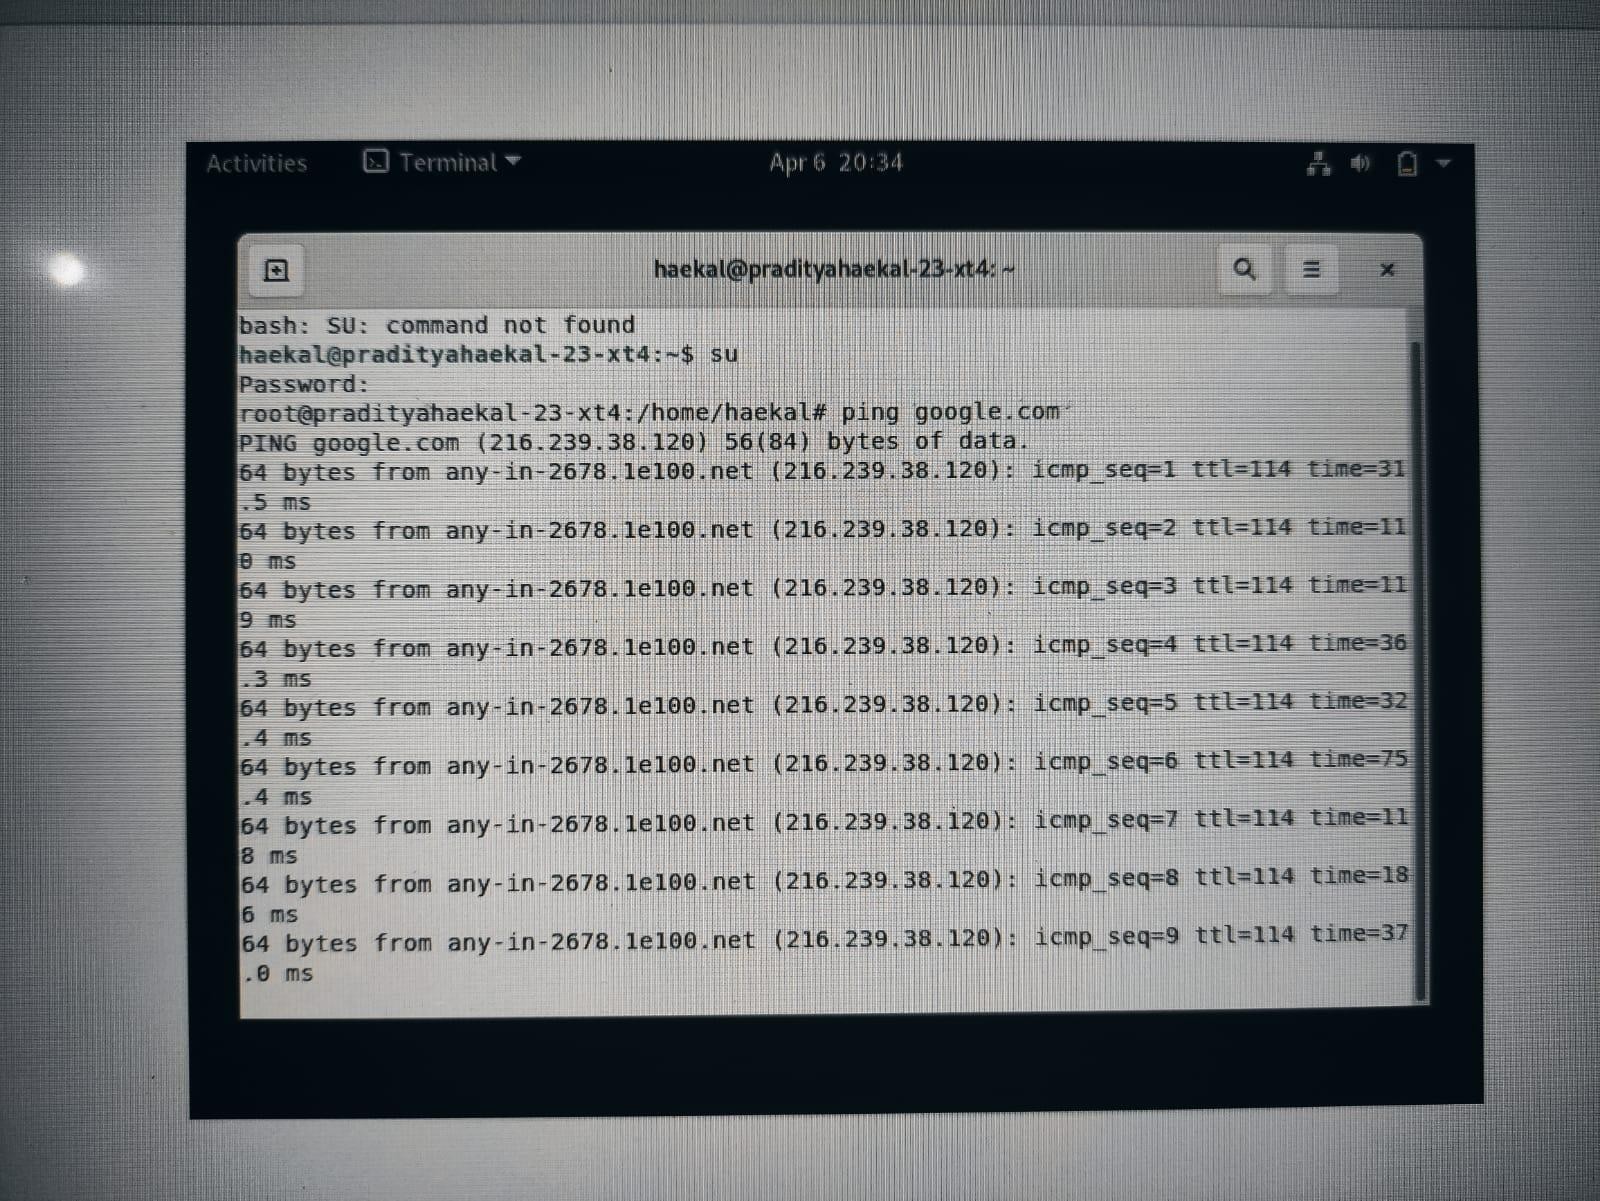 Activities
Terminal
Apr 6 20:34
haekal@pradityahaekal-23-xt4: ~
bash: SU: command not found
haekal@pradityahaekal-23-xt4:~$ su
Password:
root@pradityahaekal-23-xt4:/home/haekal# ping google.com
PING google.com (216.239.38.120) 56(84) bytes of data.
64 bytes from any-in-2678.1e100.net (216.239.38.120): icmp_seq=1 ttl=114 time=31
.5 ms
64 bytes from any-in-2678.1e100.net (216.239.38.120): icmp_seq=2 ttl=114 time=11
0 ms
64 bytes from any-in-2678.1e100.net (216.239.38.120): icmp_seq=3 ttl=114 time=11
9 ms
64 bytes from any-in-2678.1e100.net (216.239.38.120): icmp_seq=4 ttl=114 time=36
.3 ms
64 bytes from any-in-2678.1e100.net (216.239.38.120): icmp_seq=5 ttl=114 time=32
.4 ms
64 bytes from any-in-2678.1e100.net (216.239.38.120): icmp_seq=6 ttl=114 time=75
.4 ms
64 bytes from any-in-2678.1e100.net (216.239.38.120): icmp_seq=7 ttl=114 time=11
8 ms
64 bytes from any-in-2678.1e100.net (216.239.38.120): icmp_seq=8 ttl=114 time=18
6 ms
64 bytes from any-in-2678.1e100.net (216.239.38.120): icmp_seq=9 ttl=114 time=37
.0 ms